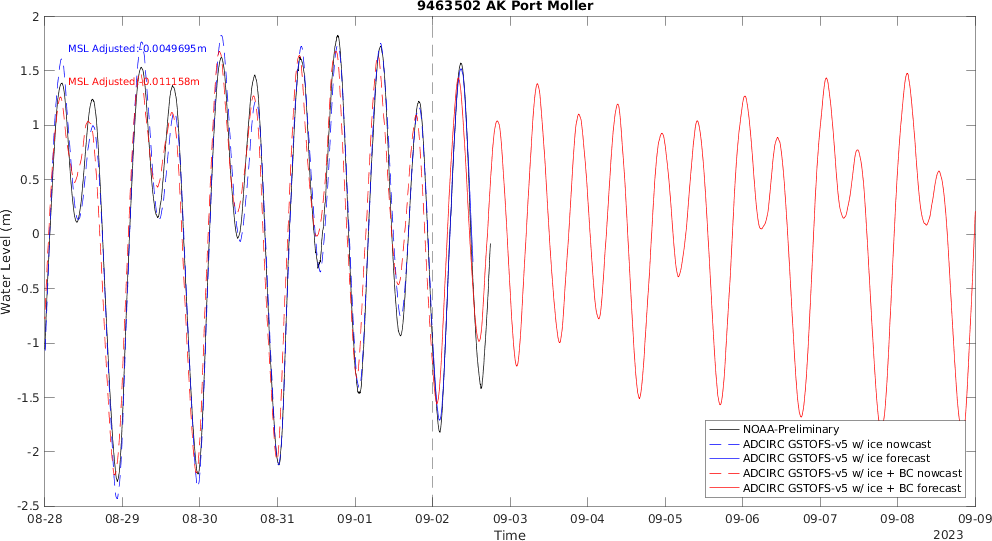 9463502 AK Port Moller
MSL Adjusted:-0.0049695m
MSL Adjusted:-0.011158m
Water Level (m)
2
1.5
1
0.5
0
-0.5
-1
-1.5
-2
-2.5
NOAA-Preliminary
ADCIRC GSTOFS-v5 w/ ice nowcast
ADCIRC GSTOFS-v5 w/ ice forecast
ADCIRC GSTOFS-v5 w/ ice + BC nowcast
ADCIRC GSTOFS-v5 w/ ice + BC forecast
08-28 08-29 08-30 08-31 09-01 09-02 09-03 09-04 09-05 09-06 09-07 09-08 09-09
Time
2023